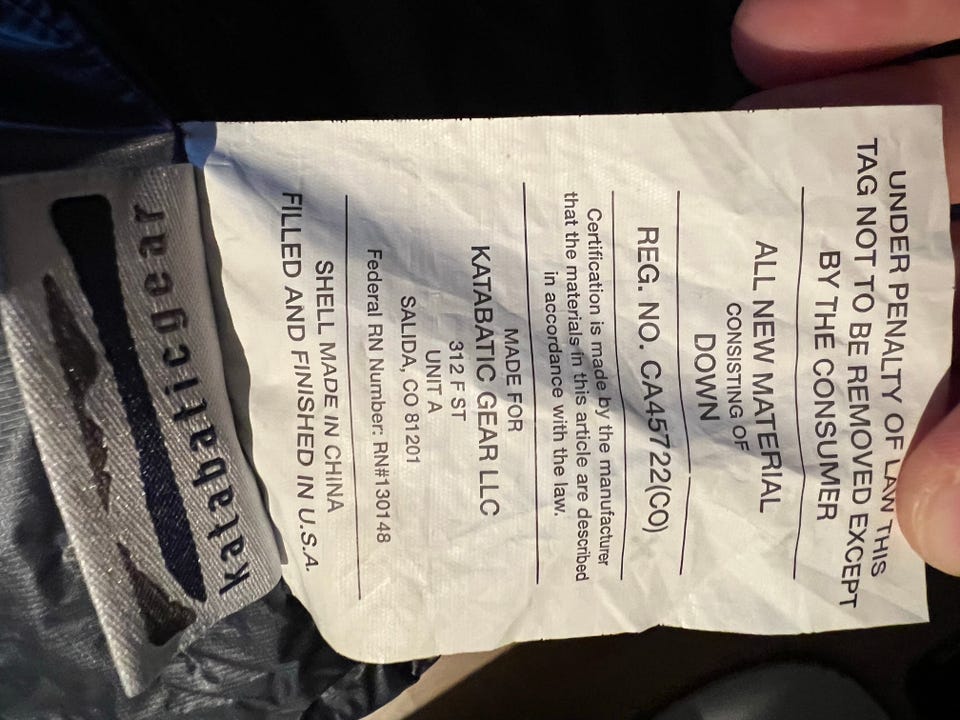 UNDER PENALTY OF LAW THIS
TAG NOT TO BE REMOVED EXCEPT
BY THE CONSUMER
ALL NEW MATERIAL
CONSISTING OF
DOWN
REG. NO. CA45722(CO)
Certification is made by the manufacturer
that the materials in this article are described
in accordance with the law.
MADE FOR
KATABATIC GEAR LLC
312 F ST
UNIT A
SALIDA, CO 81201
Federal RN Number: RN#130148
SHELL MADE IN CHINA
FILLED AND FINISHED IN U.S.A.
Katabaticgear